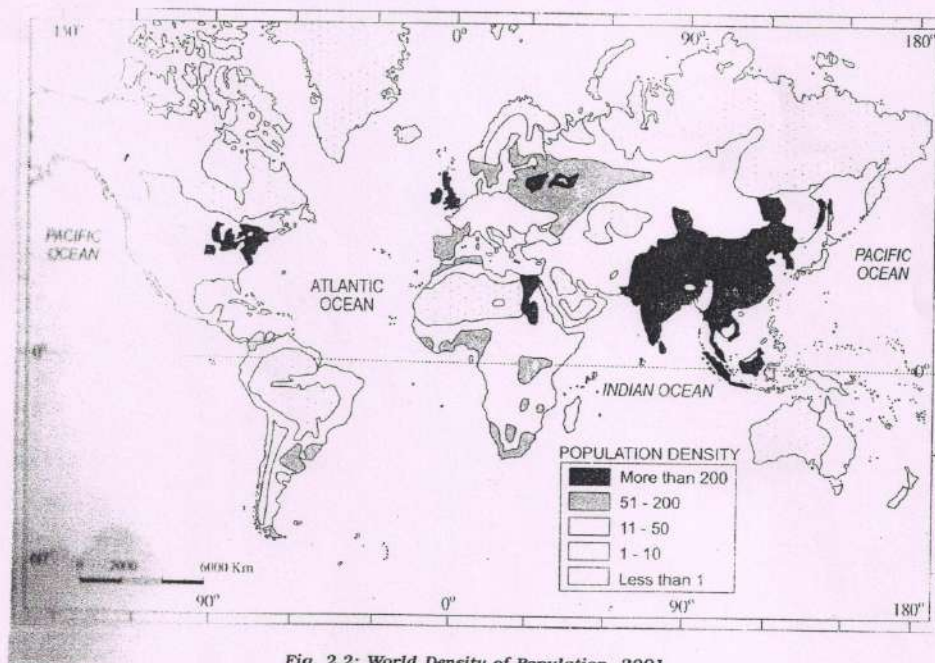 150° 0° 90° 180°
PACIFIC
OCEAN
ATLANTIC
OCEAN
PACIFIC
OCEAN
0° 0°
INDIAN OCEAN
POPULATION DENSITY
More than 200
51 - 200
11 - 50
1 - 10
Less than 1
60°
0 2000 6000 Km
90° 0° 90° 180°
Fig. 2.2: World Density of Population, 2001